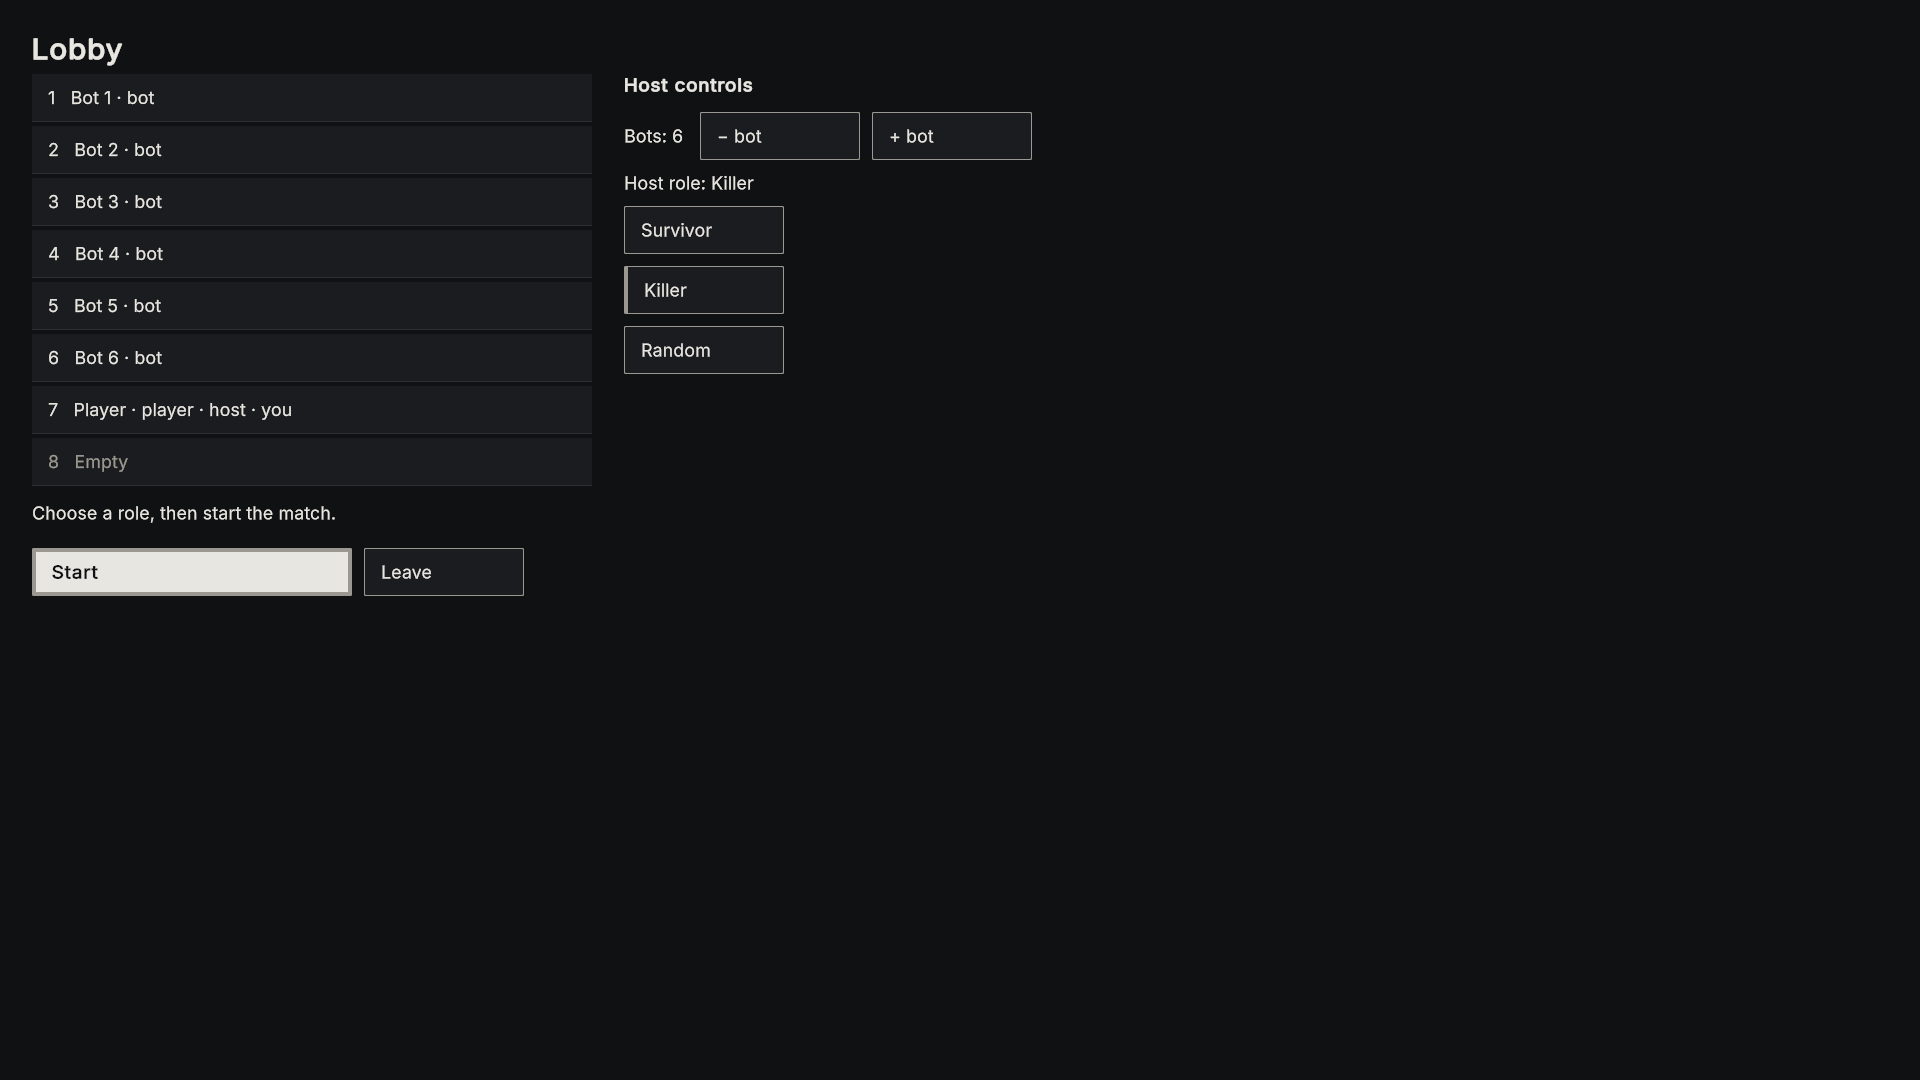 Lobby
1 Bot 1 · bot
2 Bot 2 · bot
3 Bot 3 · bot
4 Bot 4 · bot
5 Bot 5 · bot
6 Bot 6 · bot
7 Player · player · host · you
8 Empty
Choose a role, then start the match.
Start
Leave
Host controls
Bots: 6
– bot
+ bot
Host role: Killer
Survivor
Killer
Random